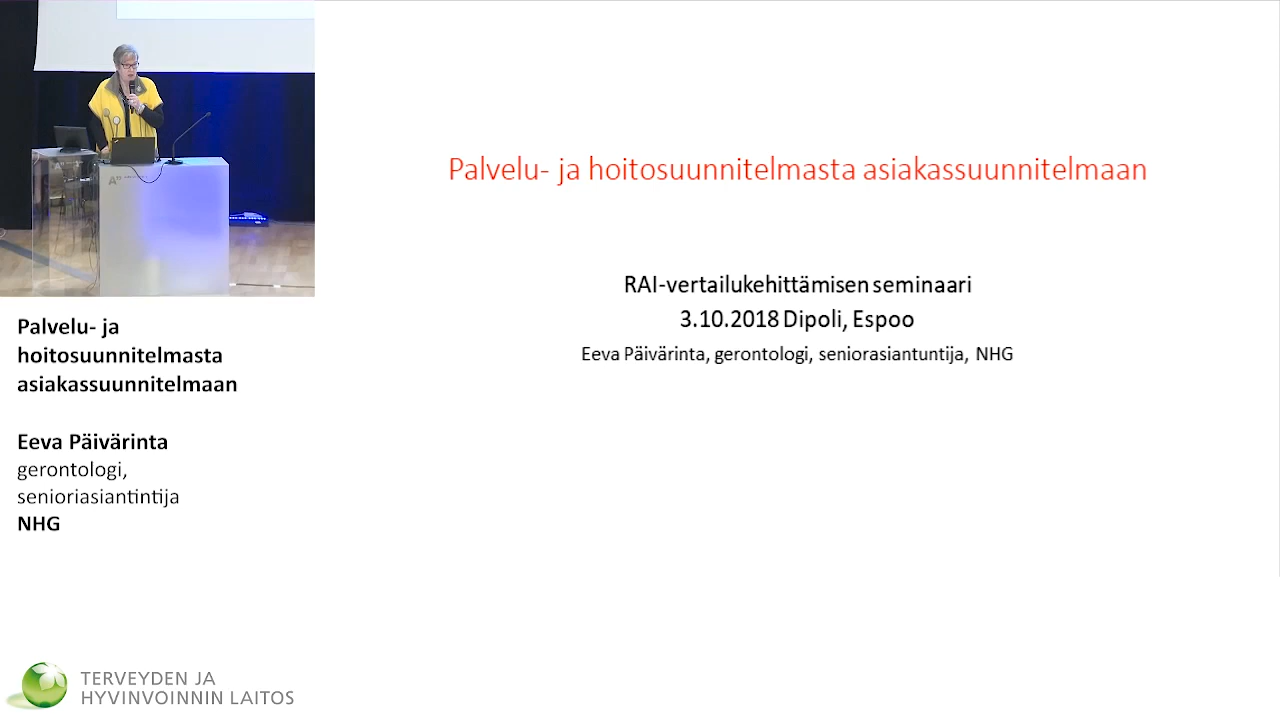 Palvelu- ja hoitosuunnitelmasta asiakassuunnitelmaan
RAI-vertailukehittämisen seminaari
3.10.2018 Dipoli, Espoo
Eeva Päivärinta, gerontologi, seniorasiantuntija, NHG
Palvelu- ja
hoitosuunnitelmasta
asiakassuunnitelmaan
Eeva Päivärinta
gerontologi,
senioriasiantintija
NHG
TERVEYDEN JA
HYVINVOINNIN LAITOS